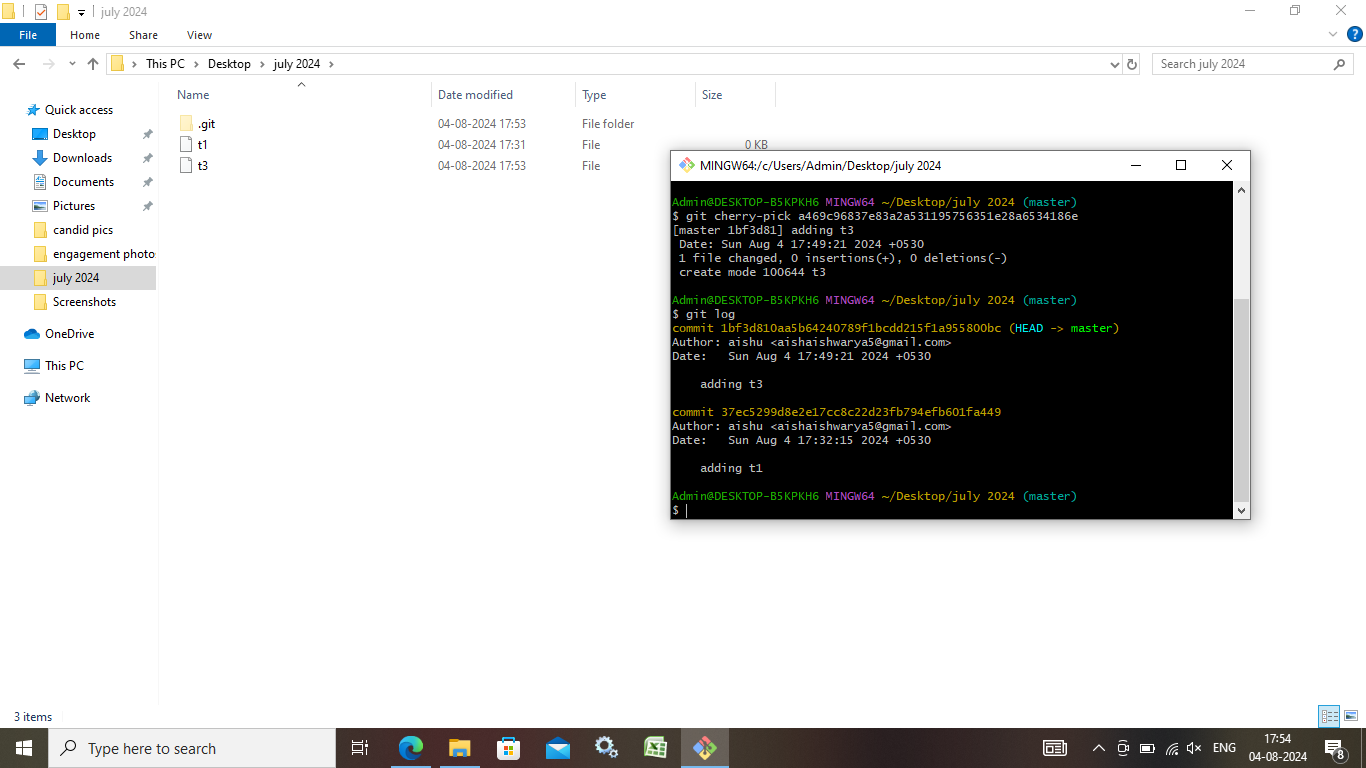 july 2024
File Home Share View
This PC > Desktop > july 2024 >
Search july 2024
Name Date modified Type Size
Quick access
Desktop
Downloads
Documents
Pictures
candid pics
engagement photo
july 2024
Screenshots
OneDrive
This PC
Network
.git 04-08-2024 17:53 File folder
t1 04-08-2024 17:31 File 0 KB
t3 04-08-2024 17:53 File
MINGW64:/c/Users/Admin/Desktop/july 2024
Admin@DESKTOP-B5KPKH6 MINGW64 ~/Desktop/july 2024 (master)
$ git cherry-pick a469c96837e83a2a531195756351e28a6534186e
[master 1bf3d81] adding t3
Date: Sun Aug 4 17:49:21 2024 +0530
1 file changed, 0 insertions(+), 0 deletions(-)
create mode 100644 t3
Admin@DESKTOP-B5KPKH6 MINGW64 ~/Desktop/july 2024 (master)
$ git log
commit 1bf3d810aa5b64240789f1bcdd215f1a955800bc (HEAD -> master)
Author: aishu <aishaishwarya5@gmail.com>
Date: Sun Aug 4 17:49:21 2024 +0530
adding t3
commit 37ec5299d8e2e17cc8c22d23fb794efb601fa449
Author: aishu <aishaishwarya5@gmail.com>
Date: Sun Aug 4 17:32:15 2024 +0530
adding t1
Admin@DESKTOP-B5KPKH6 MINGW64 ~/Desktop/july 2024 (master)
$
3 items
Type here to search
ENG
17:54
04-08-2024
8